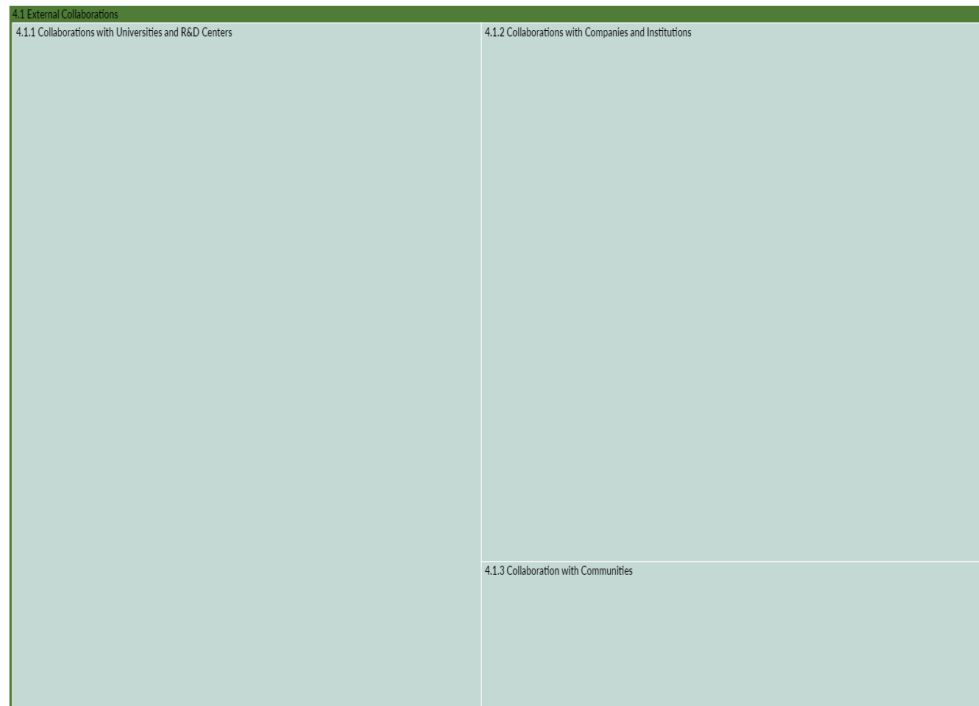 4.1 External Collaborations
4.1.1 Collaborations with Universities and R&D Centers
4.1.2 Collaborations with Companies and Institutions
4.1.3 Collaboration with Communities